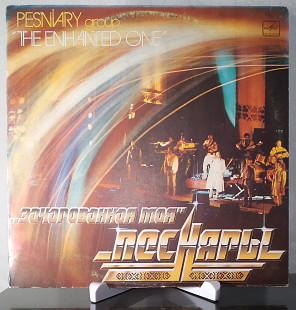 PESNIARY group
"THE ENHANTED ONE"
„зачарованная моя"
„песняры"